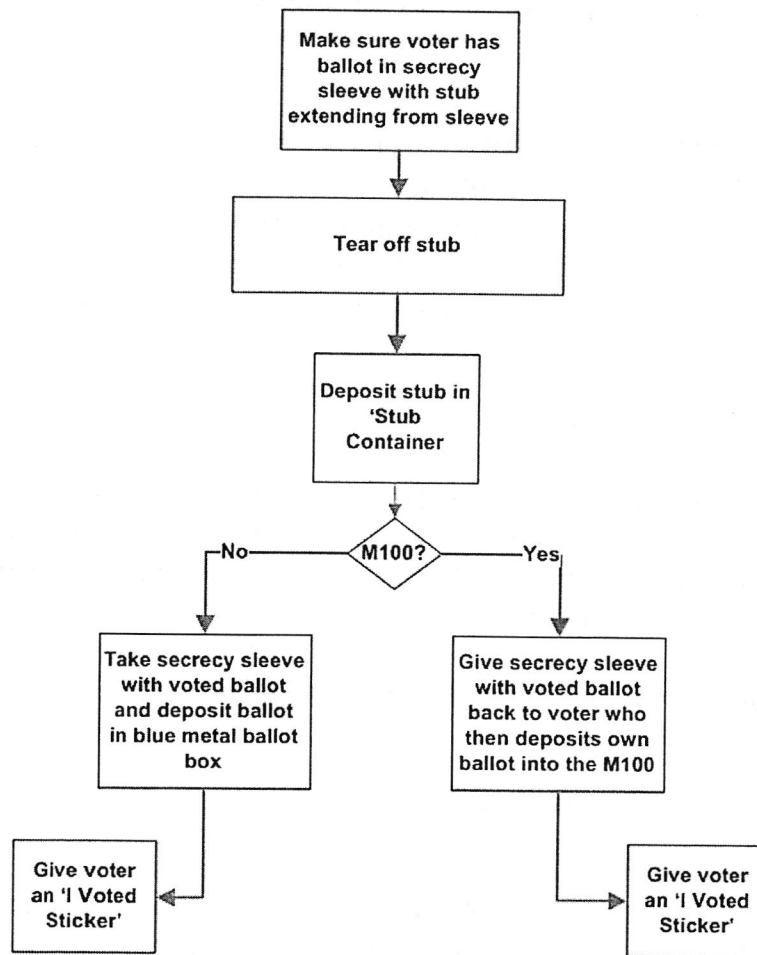 Make sure voter has
ballot in secrecy
sleeve with stub
extending from sleeve
Tear off stub
Deposit stub in
‘Stub
Container
M100?
No
Yes
Take secrecy sleeve
with voted ballot
and deposit ballot
in blue metal ballot
box
Give secrecy sleeve
with voted ballot
back to voter who
then deposits own
ballot into the M100
Give voter
an ‘I Voted
Sticker’
Give voter
an ‘I Voted
Sticker’